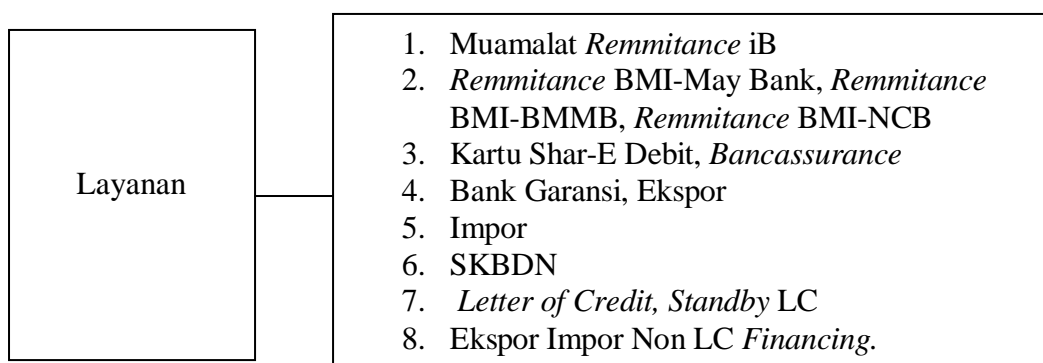 Layanan
1. Muamalat Remmitance iB
2. Remmitance BMI-May Bank, Remmitance
BMI-BMMB, Remmitance BMI-NCB
3. Kartu Shar-E Debit, Bancassurance
4. Bank Garansi, Ekspor
5. Impor
6. SKBDN
7. Letter of Credit, Standby LC
8. Ekspor Impor Non LC Financing.